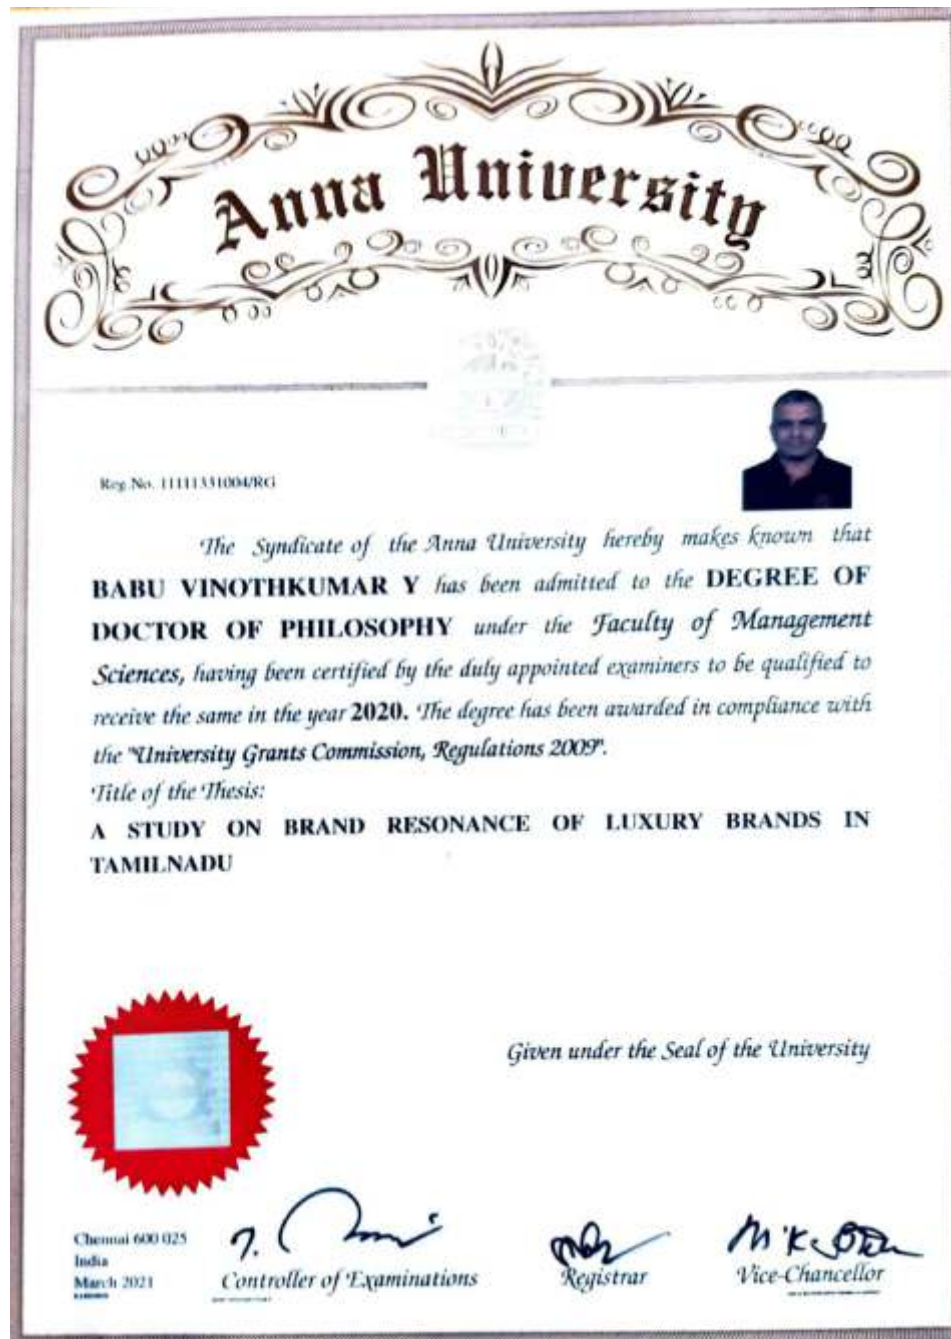 Anna University
Reg.No. 11111331004/RG
The Syndicate of the Anna University hereby makes known that
BABU VINOTHKUMAR Y has been admitted to the DEGREE OF
DOCTOR OF PHILOSOPHY under the Faculty of Management
Sciences, having been certified by the duly appointed examiners to be qualified to
receive the same in the year 2020. The degree has been awarded in compliance with
the "University Grants Commission, Regulations 2009".
Title of the Thesis:
A STUDY ON BRAND RESONANCE OF LUXURY BRANDS IN
TAMILNADU
Given under the Seal of the University
Chennai 600 025
India
March 2021
Controller of Examinations
Registrar
Vice-Chancellor